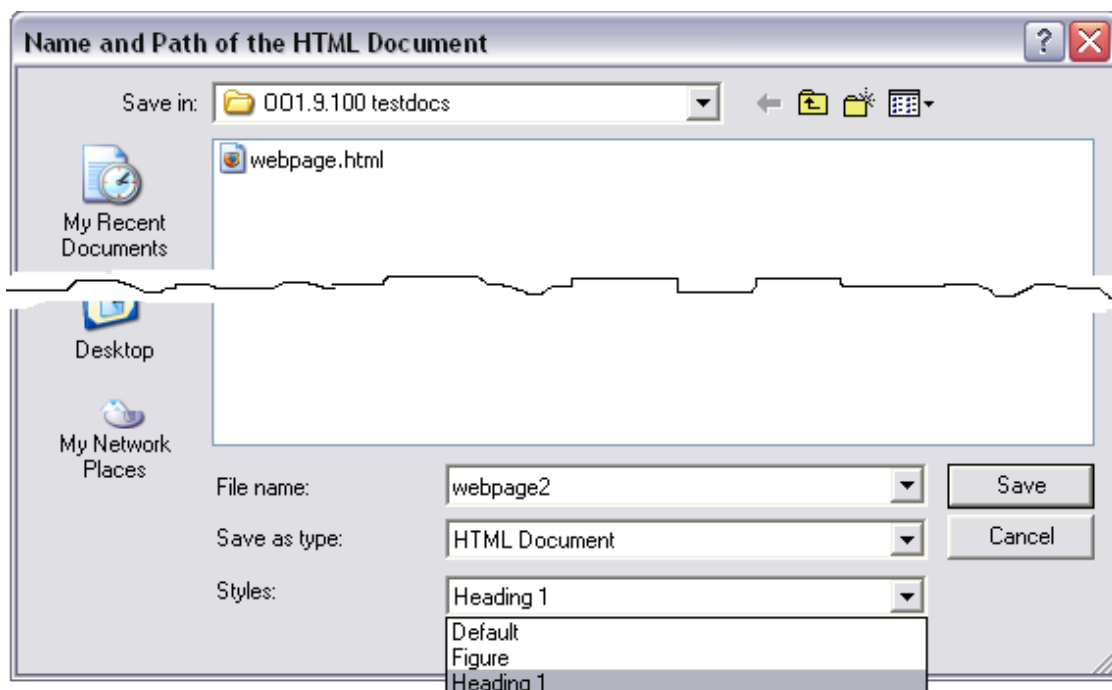 Name and Path of the HTML Document
Save in:
OO1.9.100 testdocs
webpage.html
My Recent
Documents
Desktop
My Network
Places
File name:
webpage2
Save
Save as type:
HTML Document
Cancel
Styles:
Heading 1
Default
Figure
Heading 1